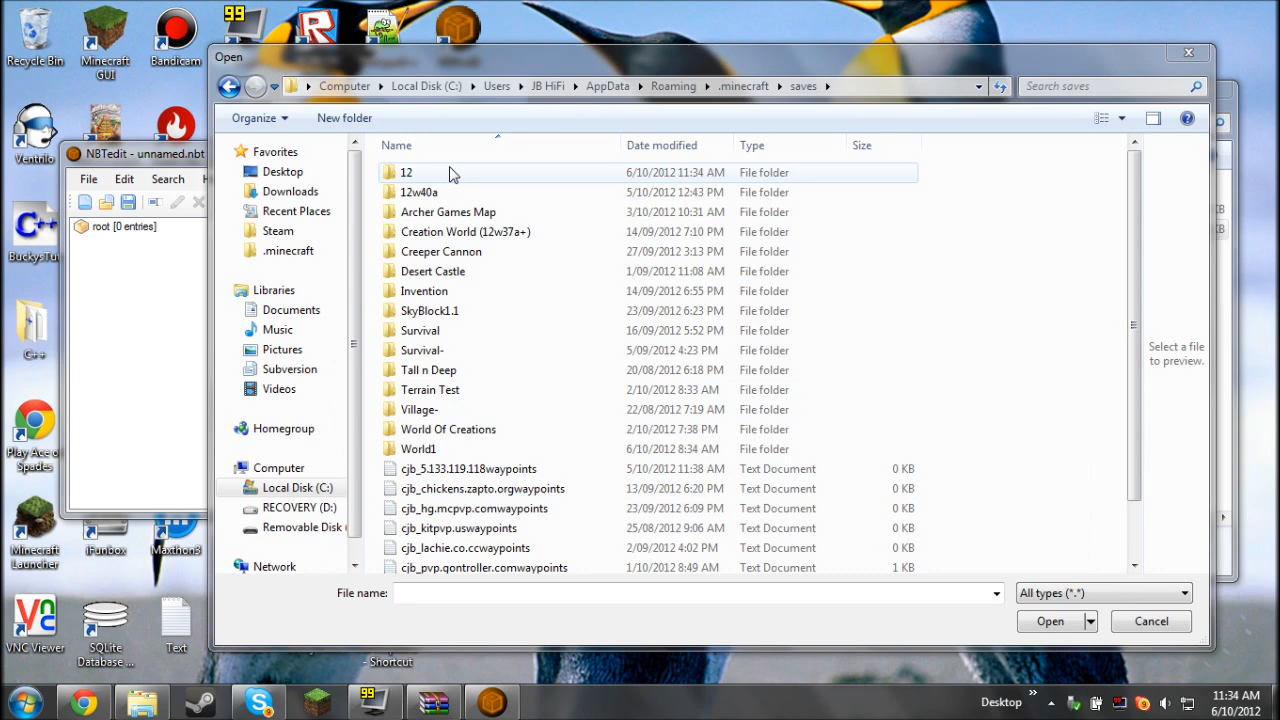 99
Recycle Bin
Minecraft
GUI
Bandicam
Open
Computer
Local Disk (C:)
Users
JB HiFi
AppData
Roaming
.minecraft
saves
Search saves
Organize
New folder
Ventrilo
NBTedit - unnamed.nbt
File
Edit
Search
root [0 entries]
C++
C++
Play Ace of
Spades
Minecraft
Launcher
iFunbox
Maxthon3
VNC Viewer
SQLite
Database ...
Text
- Shortcut
Favorites
Desktop
Downloads
Recent Places
Steam
.minecraft
Libraries
Documents
Music
Pictures
Subversion
Videos
Homegroup
Computer
Local Disk (C:)
RECOVERY (D:)
Removable Disk
Network
Name Date modified Type Size
12 6/10/2012 11:34 AM File folder
12w40a 5/10/2012 12:43 PM File folder
Archer Games Map 3/10/2012 10:31 AM File folder
Creation World (12w37a+) 14/09/2012 7:10 PM File folder
Creeper Cannon 27/09/2012 3:13 PM File folder
Desert Castle 1/09/2012 11:08 AM File folder
Invention 14/09/2012 6:55 PM File folder
SkyBlock1.1 23/09/2012 6:23 PM File folder
Survival 16/09/2012 5:52 PM File folder
Survival- 5/09/2012 4:23 PM File folder
Tall n Deep 20/08/2012 6:18 PM File folder
Terrain Test 2/10/2012 8:33 AM File folder
Village- 22/08/2012 7:19 AM File folder
World Of Creations 2/10/2012 7:38 PM File folder
World1 6/10/2012 8:34 AM File folder
cjb_5.133.119.118waypoints 5/10/2012 11:38 AM Text Document 0 KB
cjb_chickens.zapto.orgwaypoints 13/09/2012 6:20 PM Text Document 0 KB
cjb_hg.mcpvp.comwaypoints 23/09/2012 6:09 PM Text Document 0 KB
cjb_kitpvp.uswaypoints 25/08/2012 9:06 AM Text Document 0 KB
cjb_lachie.co.ccwaypoints 2/09/2012 4:02 PM Text Document 0 KB
cjb_pvp.qontroller.comwaypoints 1/10/2012 8:49 AM Text Document 1 KB
Select a file
to preview.
File name:
All types (*.*)
Open
Cancel
99
9
Desktop
11:34 AM
6/10/2012